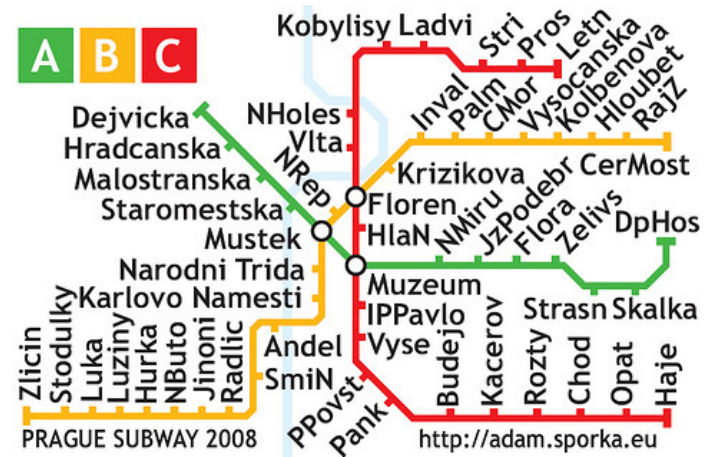 A B C
Kobylisy Ladvi
Stri
Pros
Letn
Dejvicka
Hradcanska
Malostranska
Staromestska
Mustek
NHoles
Vlta
NRep
Inval
Palm
CMor
Vysocanska
Kolbenova
Hloubet
RajZ
CerMost
Krizikova
Floren
HlaN
NMiru
JzPodebr
Flora
Zelivs
DpHos
Strasn Skalka
Narodni Trida
Karlovo Namesti
Muzeum
IPPavlo
Vyse
Andel
SmiN
Zlicin
Stodulky
Luka
Luziny
Hurka
NButo
Jinoni
Radlic
PPovst
Pank
Budejo
Kacerov
Rozty
Chod
Opat
Haje
PRAGUE SUBWAY 2008
http://adam.sporka.eu